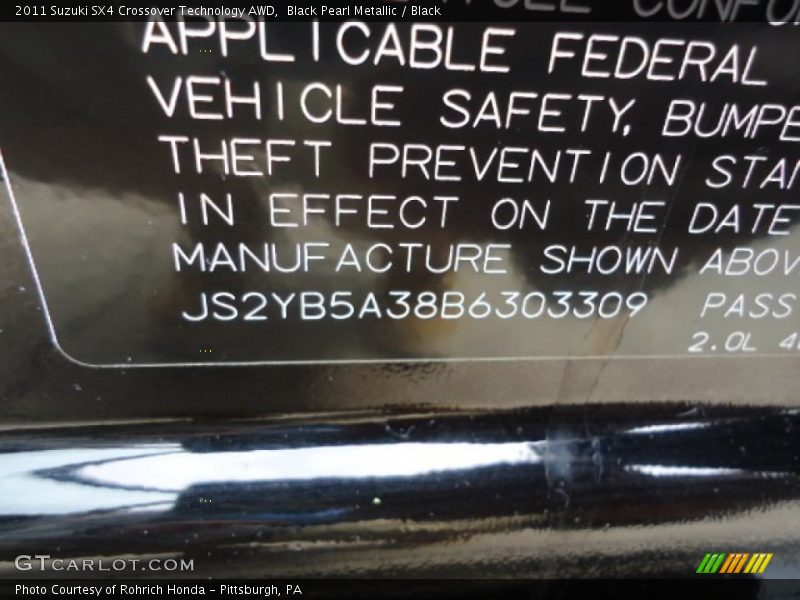 2011 Suzuki SX4 Crossover Technology AWD,  Black Pearl Metallic / Black
APPLICABLE FEDERAL
VEHICLE SAFETY, BUMPE
THEFT PREVENTION STAN
IN EFFECT ON THE DATE
MANUFACTURE SHOWN ABOV
JS2YB5A38B6303309 PASS
2.0L 4
GTCARLOT.COM
Photo Courtesy of Rohrich Honda – Pittsburgh, PA